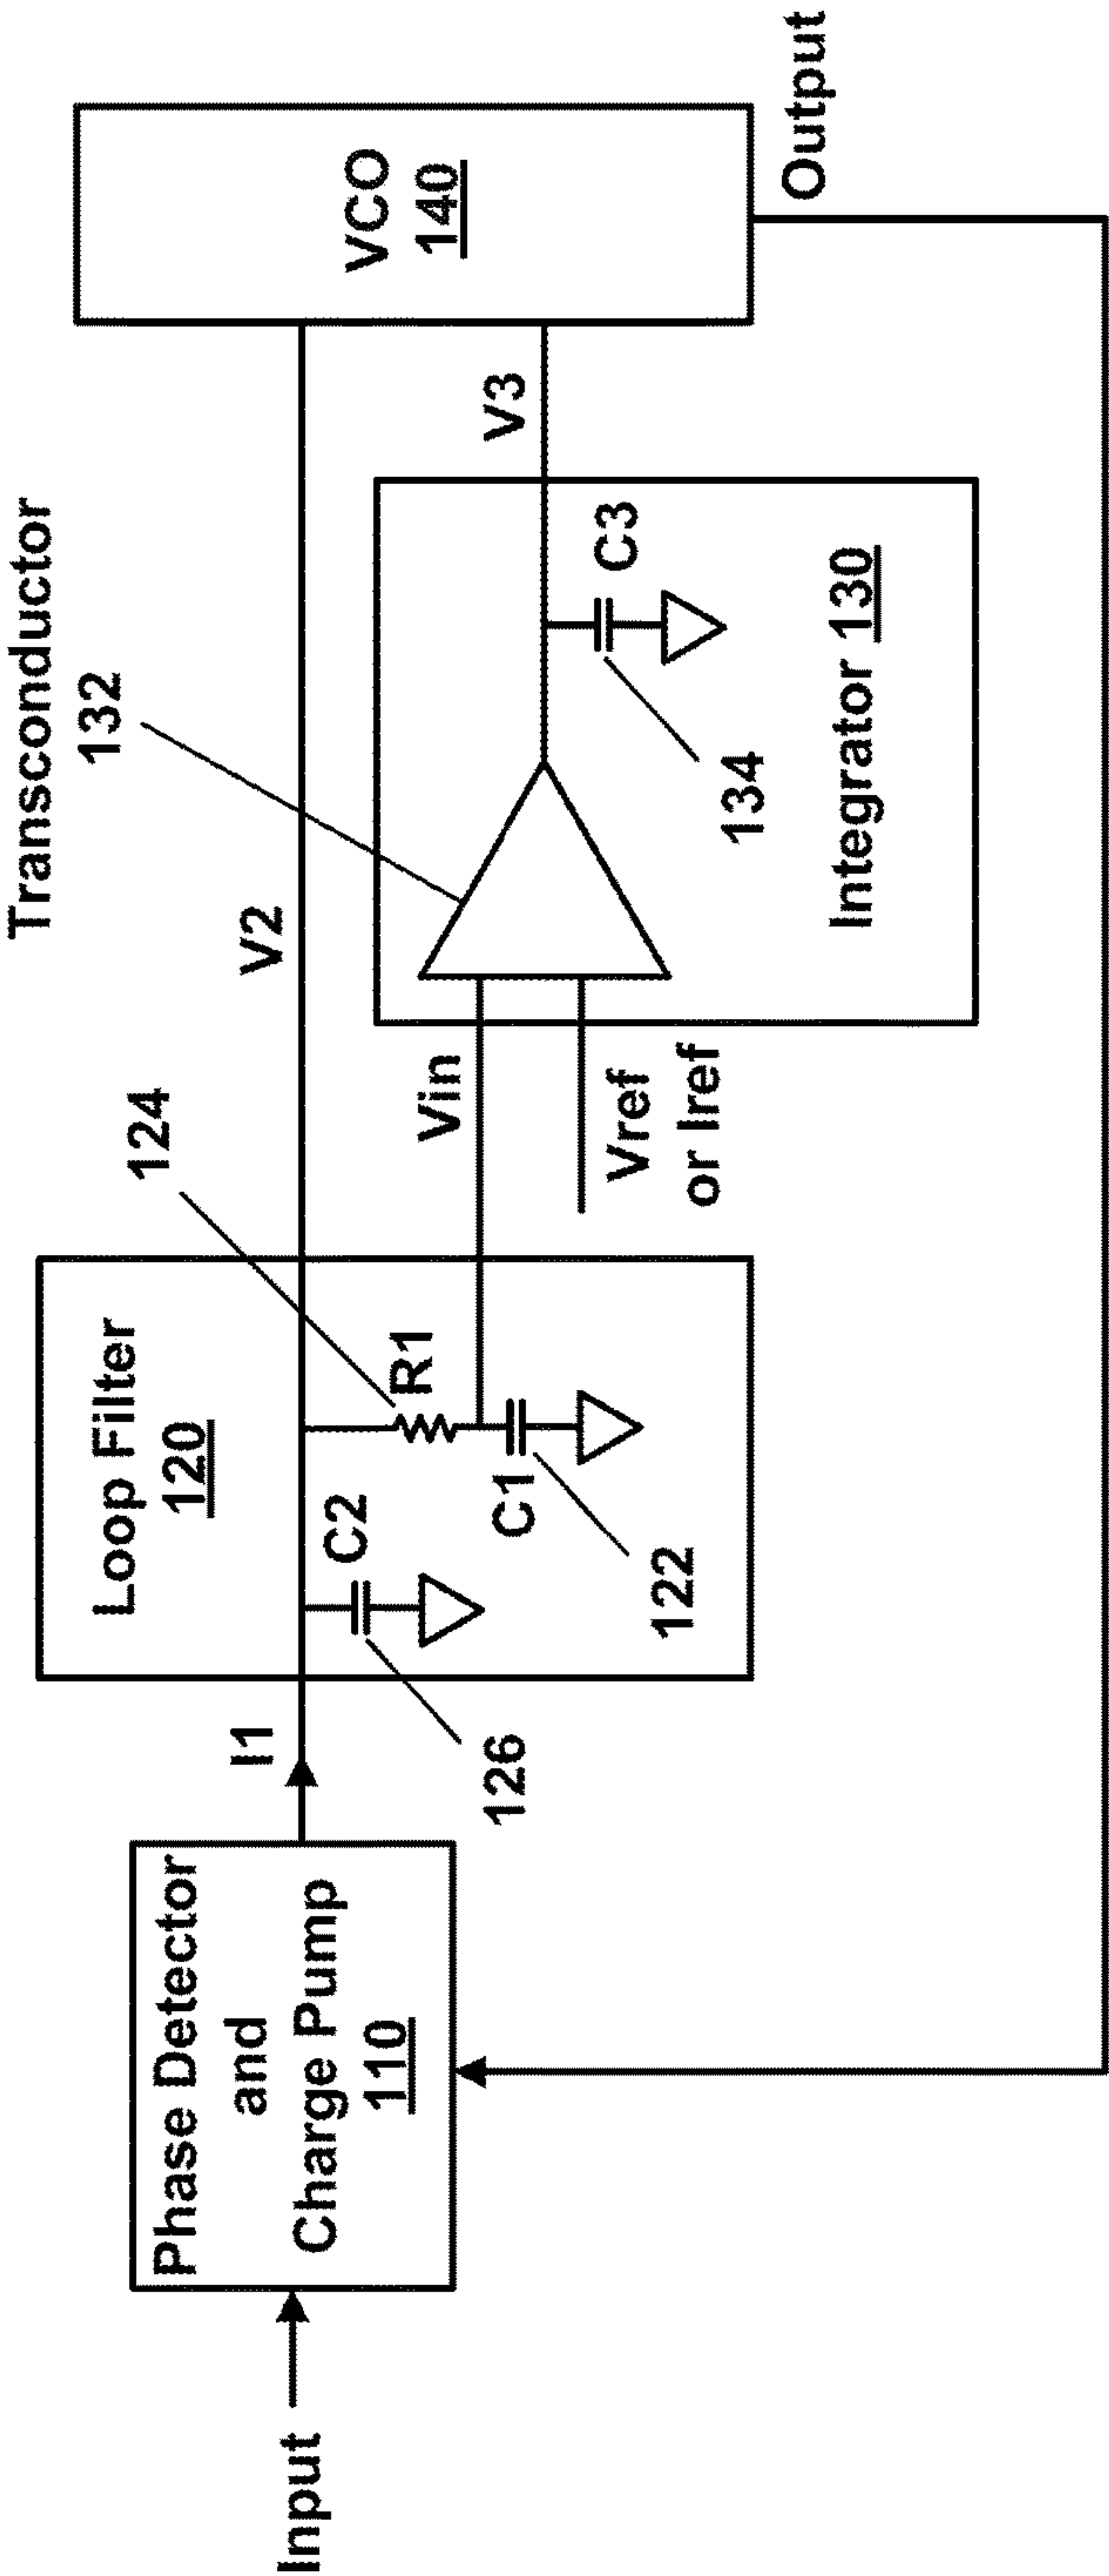 Input
Phase Detector
and
Charge Pump
110
I1
Loop Filter
120
C2
126
R1
124
C1
122
V2
Vin
Vref
or Iref
Transconductor
132
C3
134
Integrator 130
V3
VCO
140
Output